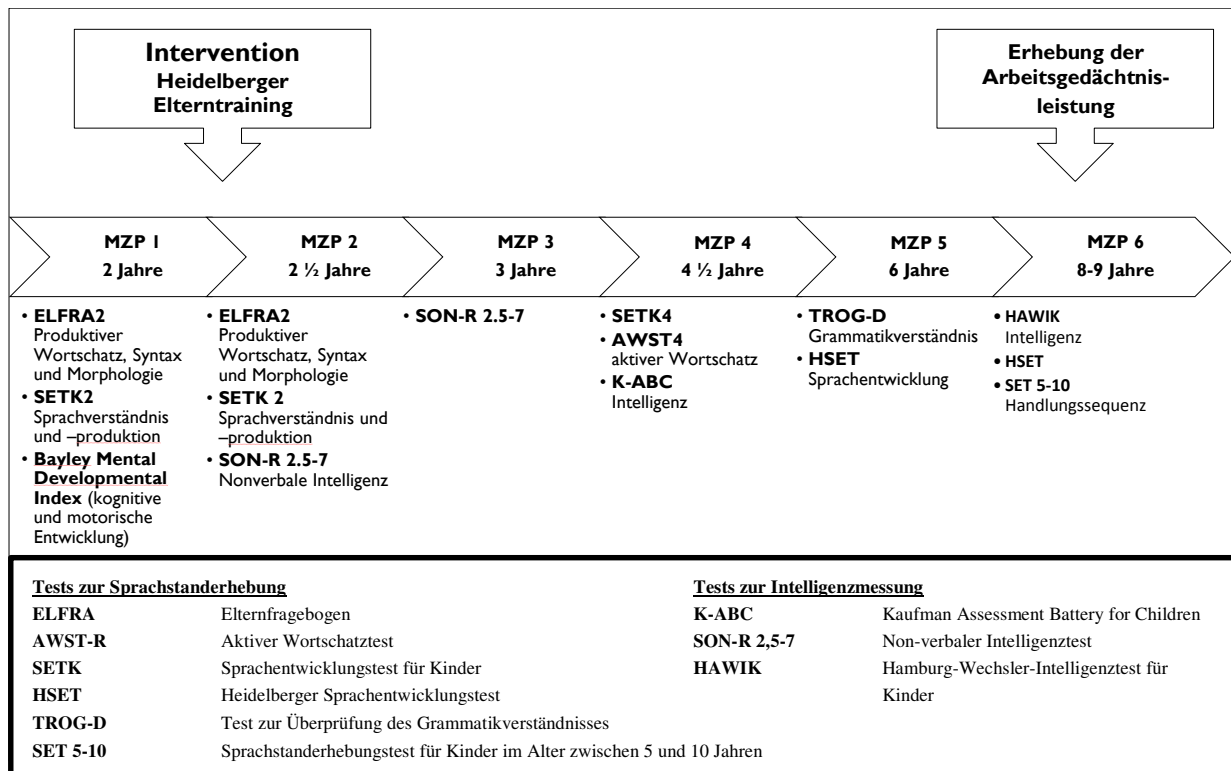 Intervention
Heidelberger
Elterntraining
Erhebung der
Arbeitsgedächtnis-
leistung
MZP 1
2 Jahre
MZP 2
2 ½ Jahre
MZP 3
3 Jahre
MZP 4
4 ½ Jahre
MZP 5
6 Jahre
MZP 6
8-9 Jahre
• ELFRA2
Produktiver
Wortschatz, Syntax
und Morphologie
• SETK2
Sprachverständnis
und –produktion
• Bayley Mental
Developmental
Index (kognitive
und motorische
Entwicklung)
• ELFRA2
Produktiver
Wortschatz, Syntax
und Morphologie
• SETK 2
Sprachverständnis und
–produktion
• SON-R 2.5-7
Nonverbale Intelligenz
• SON-R 2.5-7
• SETK4
• AWST4
aktiver Wortschatz
• K-ABC
Intelligenz
• TROG-D
Grammatikverständnis
• HSET
Sprachentwicklung
• HAWIK
Intelligenz
• HSET
• SET 5-10
Handlungssequenz
Tests zur Sprachstanderhebung
ELFRA Elternfragebogen
AWST-R Aktiver Wortschatztest
SETK Sprachentwicklungstest für Kinder
HSET Heidelberger Sprachentwicklungstest
TROG-D Test zur Überprüfung des Grammatikverständnisses
SET 5-10 Sprachstanderhebungstest für Kinder im Alter zwischen 5 und 10 Jahren
Tests zur Intelligenzmessung
K-ABC Kaufman Assessment Battery for Children
SON-R 2,5-7 Non-verbaler Intelligenztest
HAWIK Hamburg-Wechsler-Intelligenztest für
Kinder